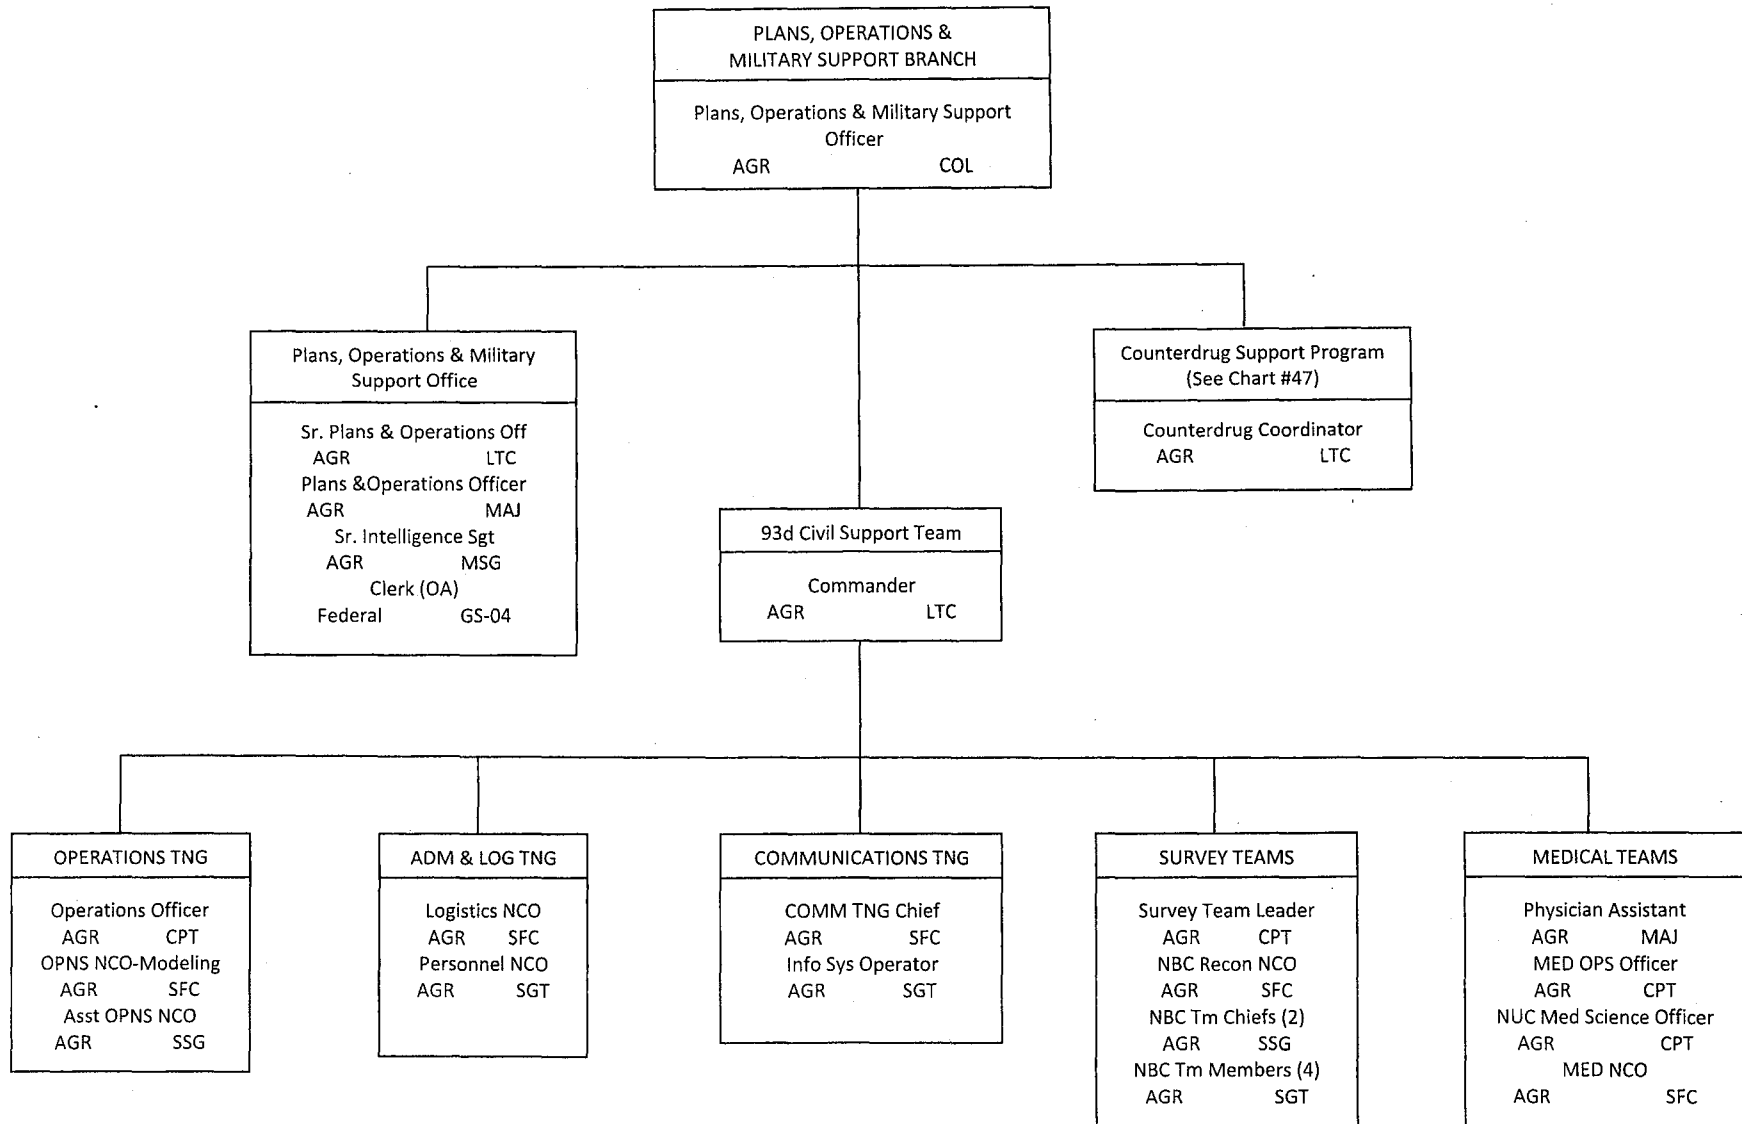 PLANS, OPERATIONS &
MILITARY SUPPORT BRANCH
Plans, Operations & Military Support
Officer
AGR COL
Plans, Operations & Military
Support Office
Sr. Plans & Operations Off
AGR LTC
Plans &Operations Officer
AGR MAJ
Sr. Intelligence Sgt
AGR MSG
Clerk (OA)
Federal GS-04
93d Civil Support Team
Commander
AGR LTC
Counterdrug Support Program
(See Chart #47)
Counterdrug Coordinator
AGR LTC
OPERATIONS TNG
Operations Officer
AGR CPT
OPNS NCO-Modeling
AGR SFC
Asst OPNS NCO
AGR SSG
ADM & LOG TNG
Logistics NCO
AGR SFC
Personnel NCO
AGR SGT
COMMUNICATIONS TNG
COMM TNG Chief
AGR SFC
Info Sys Operator
AGR SGT
SURVEY TEAMS
Survey Team Leader
AGR CPT
NBC Recon NCO
AGR SFC
NBC Tm Chiefs (2)
AGR SSG
NBC Tm Members (4)
AGR SGT
MEDICAL TEAMS
Physician Assistant
AGR MAJ
MED OPS Officer
AGR CPT
NUC Med Science Officer
AGR CPT
MED NCO
AGR SFC